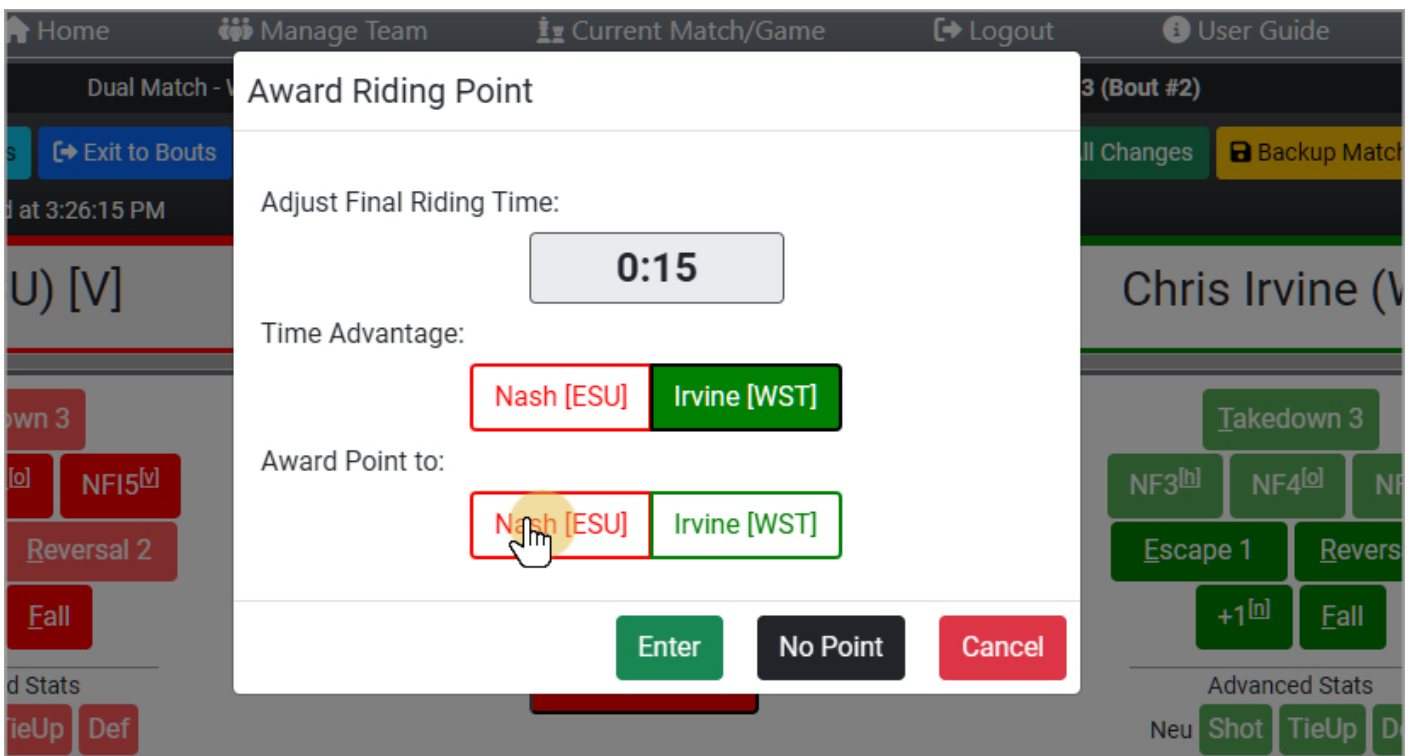 Home Manage Team Current Match/Game Logout User Guide
Dual Match - 3 (Bout #2)
Award Riding Point
s Exit to Bouts ll Changes Backup Match
at 3:26:15 PM
Adjust Final Riding Time:
0:15
U) [V] Chris Irvine (
Time Advantage:
Nash [ESU] Irvine [WST]
own 3 Takedown 3
Award Point to:
[o] NFI5[v] NF3[h] NF4[o] NF
Nash [ESU] Irvine [WST]
Reversal 2 Escape 1 Revers
Fall +1[n] Fall
Enter No Point Cancel
d Stats Advanced Stats
TieUp Def Neu Shot TieUp D